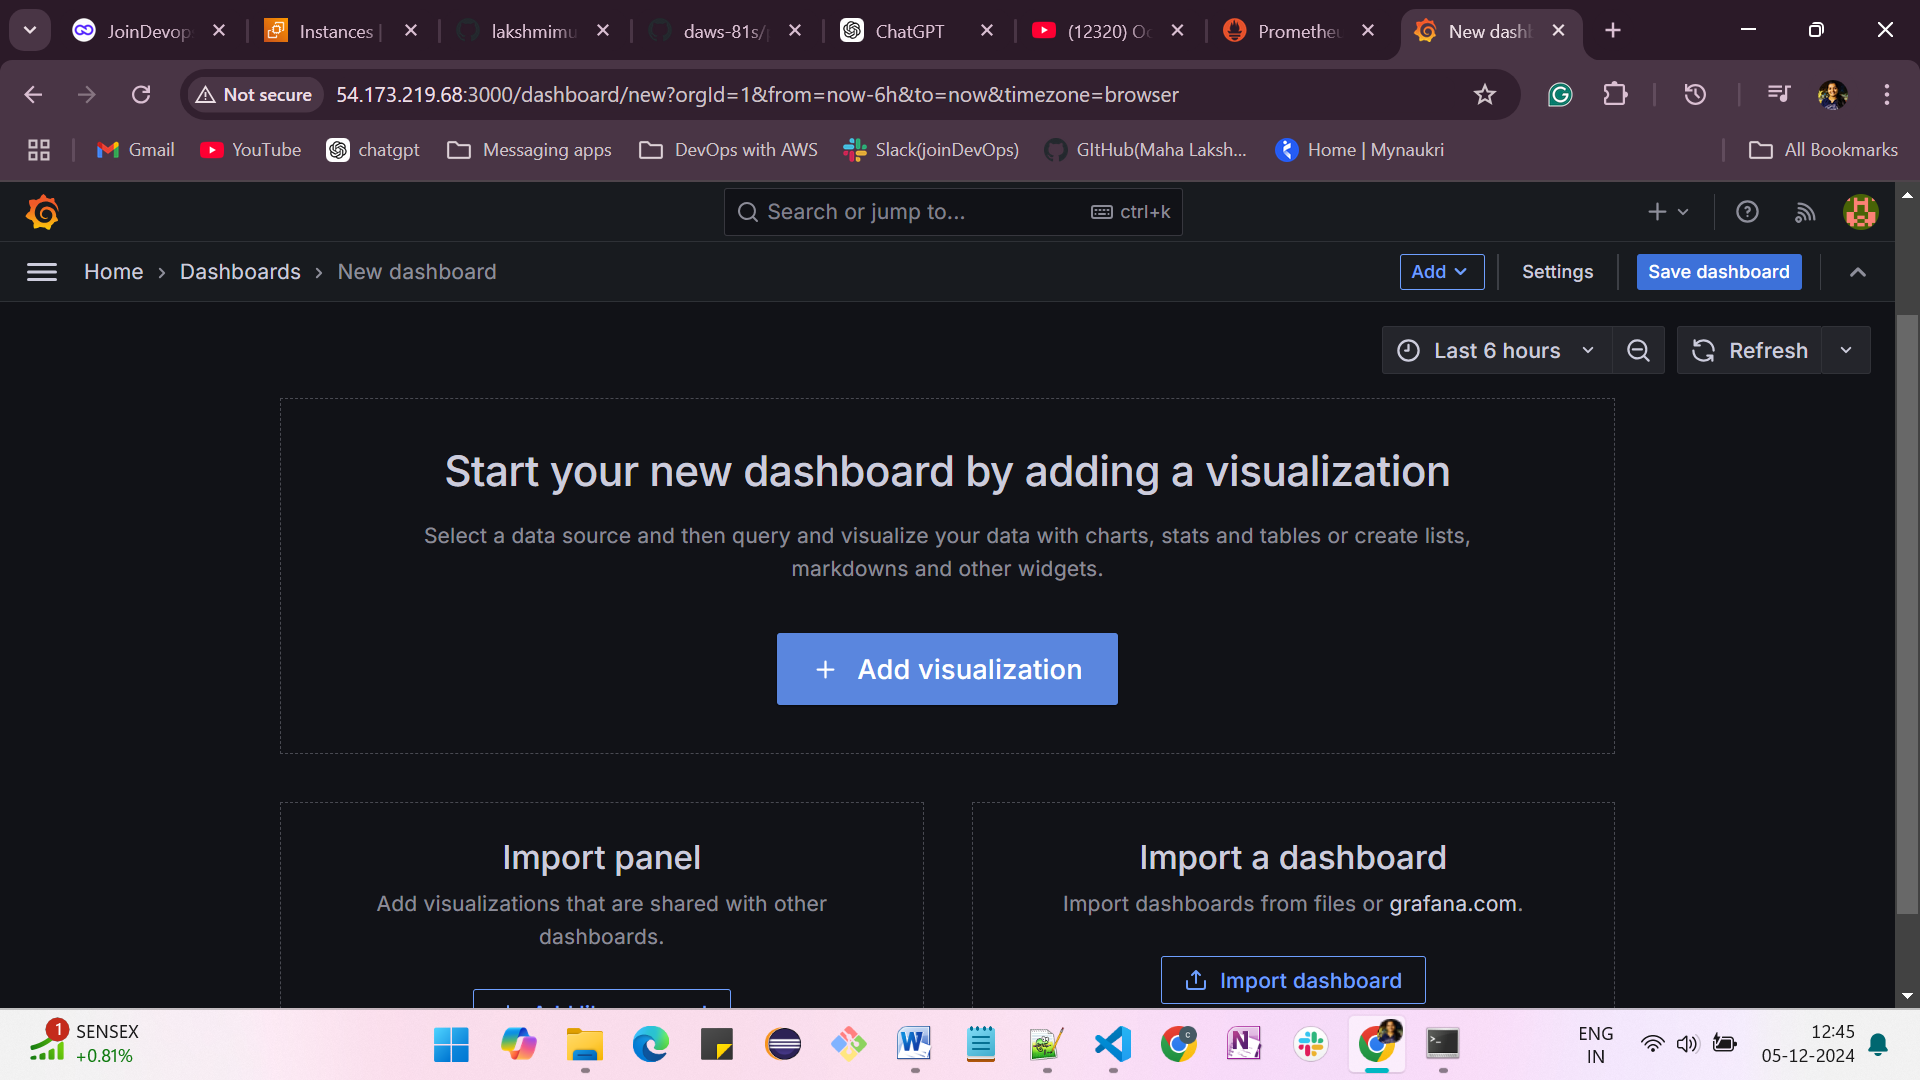 JoinDevop
Instances |
lakshmimu
daws-81s/
ChatGPT
(12320) Oc
Prometheu
New dashb
Not secure
54.173.219.68:3000/dashboard/new?orgId=1&from=now-6h&to=now&timezone=browser
Gmail
YouTube
chatgpt
Messaging apps
DevOps with AWS
Slack(joinDevOps)
GItHub(Maha Laksh...
Home | Mynaukri
All Bookmarks
Search or jump to...
ctrl+k
Home › Dashboards › New dashboard
Add
Settings
Save dashboard
Last 6 hours
Refresh
Start your new dashboard by adding a visualization
Select a data source and then query and visualize your data with charts, stats and tables or create lists,
markdowns and other widgets.
+ Add visualization
Import panel
Add visualizations that are shared with other
dashboards.
Import a dashboard
Import dashboards from files or grafana.com.
Import dashboard
1
SENSEX
+0.81%
ENG
IN
12:45
05-12-2024